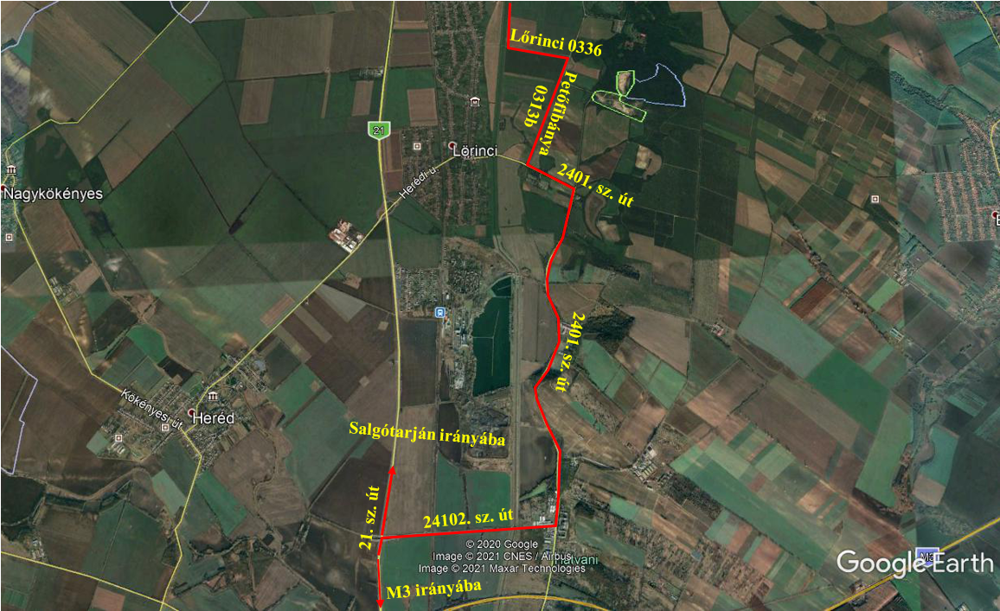 Lőrinci 0336
Petőfibánya
0313b
21
Lőrinci
2401. sz. út
Herédi u.
Nagykökényes
2401. sz. út
Kökényesi út
Heréd
Salgótarján irányába
21. sz. út
24102. sz. út
© 2020 Google
Image © 2021 CNES / Airbus
Image © 2021 Maxar Technologies
Hatvani
M3
Google Earth
M3 irányába